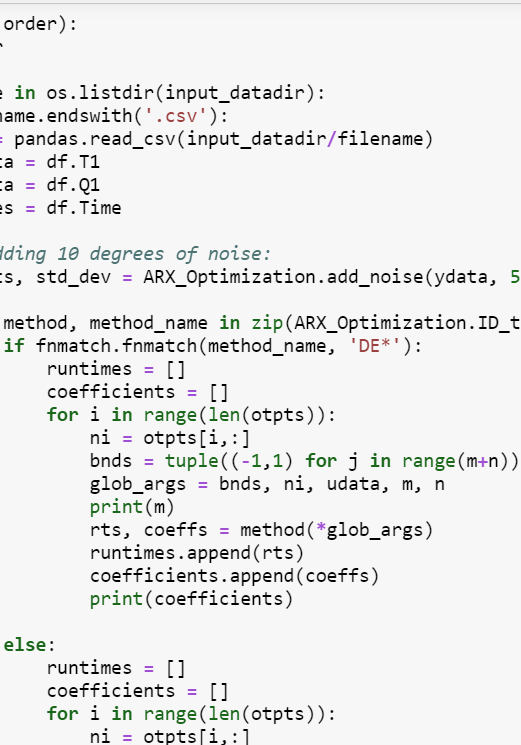 order):
in os.listdir(input_datadir):
name.endswith('.csv'):
= pandas.read_csv(input_datadir/filename)
ta = df.T1
ta = df.Q1
es = df.Time
dding 10 degrees of noise:
ts, std_dev = ARX_Optimization.add_noise(ydata, 5
method, method_name in zip(ARX_Optimization.ID_t
if fnmatch.fnmatch(method_name, 'DE*'):
runtimes = []
coefficients = []
for i in range(len(otpts)):
ni = otpts[i,:]
bnds = tuple((-1,1) for j in range(m+n))
glob_args = bnds, ni, udata, m, n
print(m)
rts, coeffs = method(*glob_args)
runtimes.append(rts)
coefficients.append(coeffs)
print(coefficients)
else:
runtimes = []
coefficients = []
for i in range(len(otpts)):
ni = otpts[i,:]